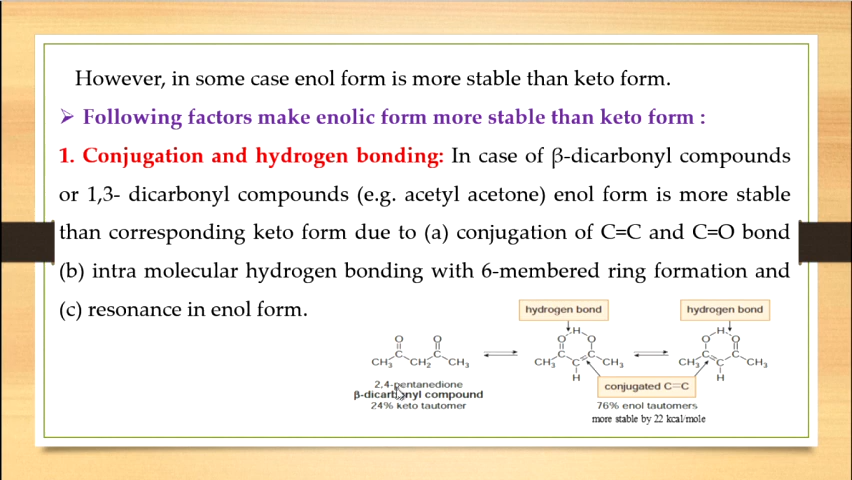 However, in some case enol form is more stable than keto form.
➢ Following factors make enolic form more stable than keto form :
1. Conjugation and hydrogen bonding: In case of β-dicarbonyl compounds
or 1,3- dicarbonyl compounds (e.g. acetyl acetone) enol form is more stable
than corresponding keto form due to (a) conjugation of C=C and C=O bond
(b) intra molecular hydrogen bonding with 6-membered ring formation and
(c) resonance in enol form.
hydrogen bond
hydrogen bond
H
H
O O
O O
O O
C C
C C
C C
CH₃ CH₂ CH₃
CH₃ C CH₃
CH₃ C CH₃
H
H
conjugated C=C
2,4-pentanedione
β-dicarbonyl compound
24% keto tautomer
76% enol tautomers
more stable by 22 kcal/mole